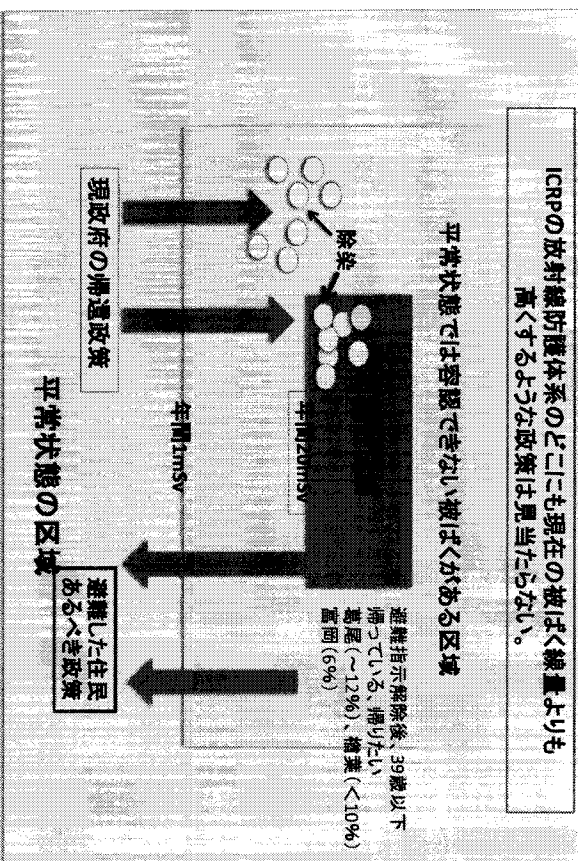 ICRPの放射線防護体系のどこにも現在の被ばく線量よりも
高くするような政策は見当たらない。
平常状態では容認できない被ばくがある区域
避難指示解除後、39歳以下
帰っている、帰りたい
葛尾(～12%)、楢葉(<10%)
富岡(6%)
除染
年間20mSv
年間1mSv
現政府の帰還政策
平常状態の区域
避難した住民
あるべき政策